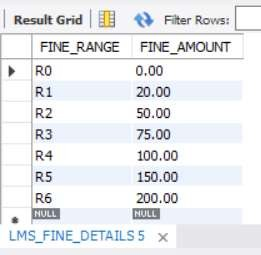 Result Grid Filter Rows:
FINE_RANGE FINE_AMOUNT
R0 0.00
R1 20.00
R2 50.00
R3 75.00
R4 100.00
R5 150.00
R6 200.00
NULL NULL
LMS_FINE_DETAILS 5 ×